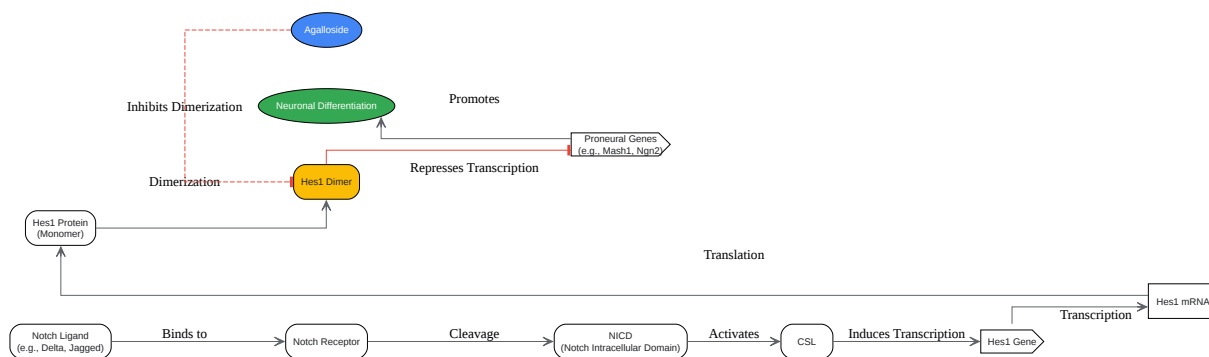 Agalloside
Inhibits Dimerization
Neuronal Differentiation
Promotes
Proneural Genes
(e.g., Mash1, Ngn2)
Represses Transcription
Dimerization
Hes1 Dimer
Hes1 Protein
(Monomer)
Translation
Hes1 mRNA
Transcription
Notch Ligand
(e.g., Delta, Jagged)
Binds to
Notch Receptor
Cleavage
NICD
(Notch Intracellular Domain)
Activates
CSL
Induces Transcription
Hes1 Gene